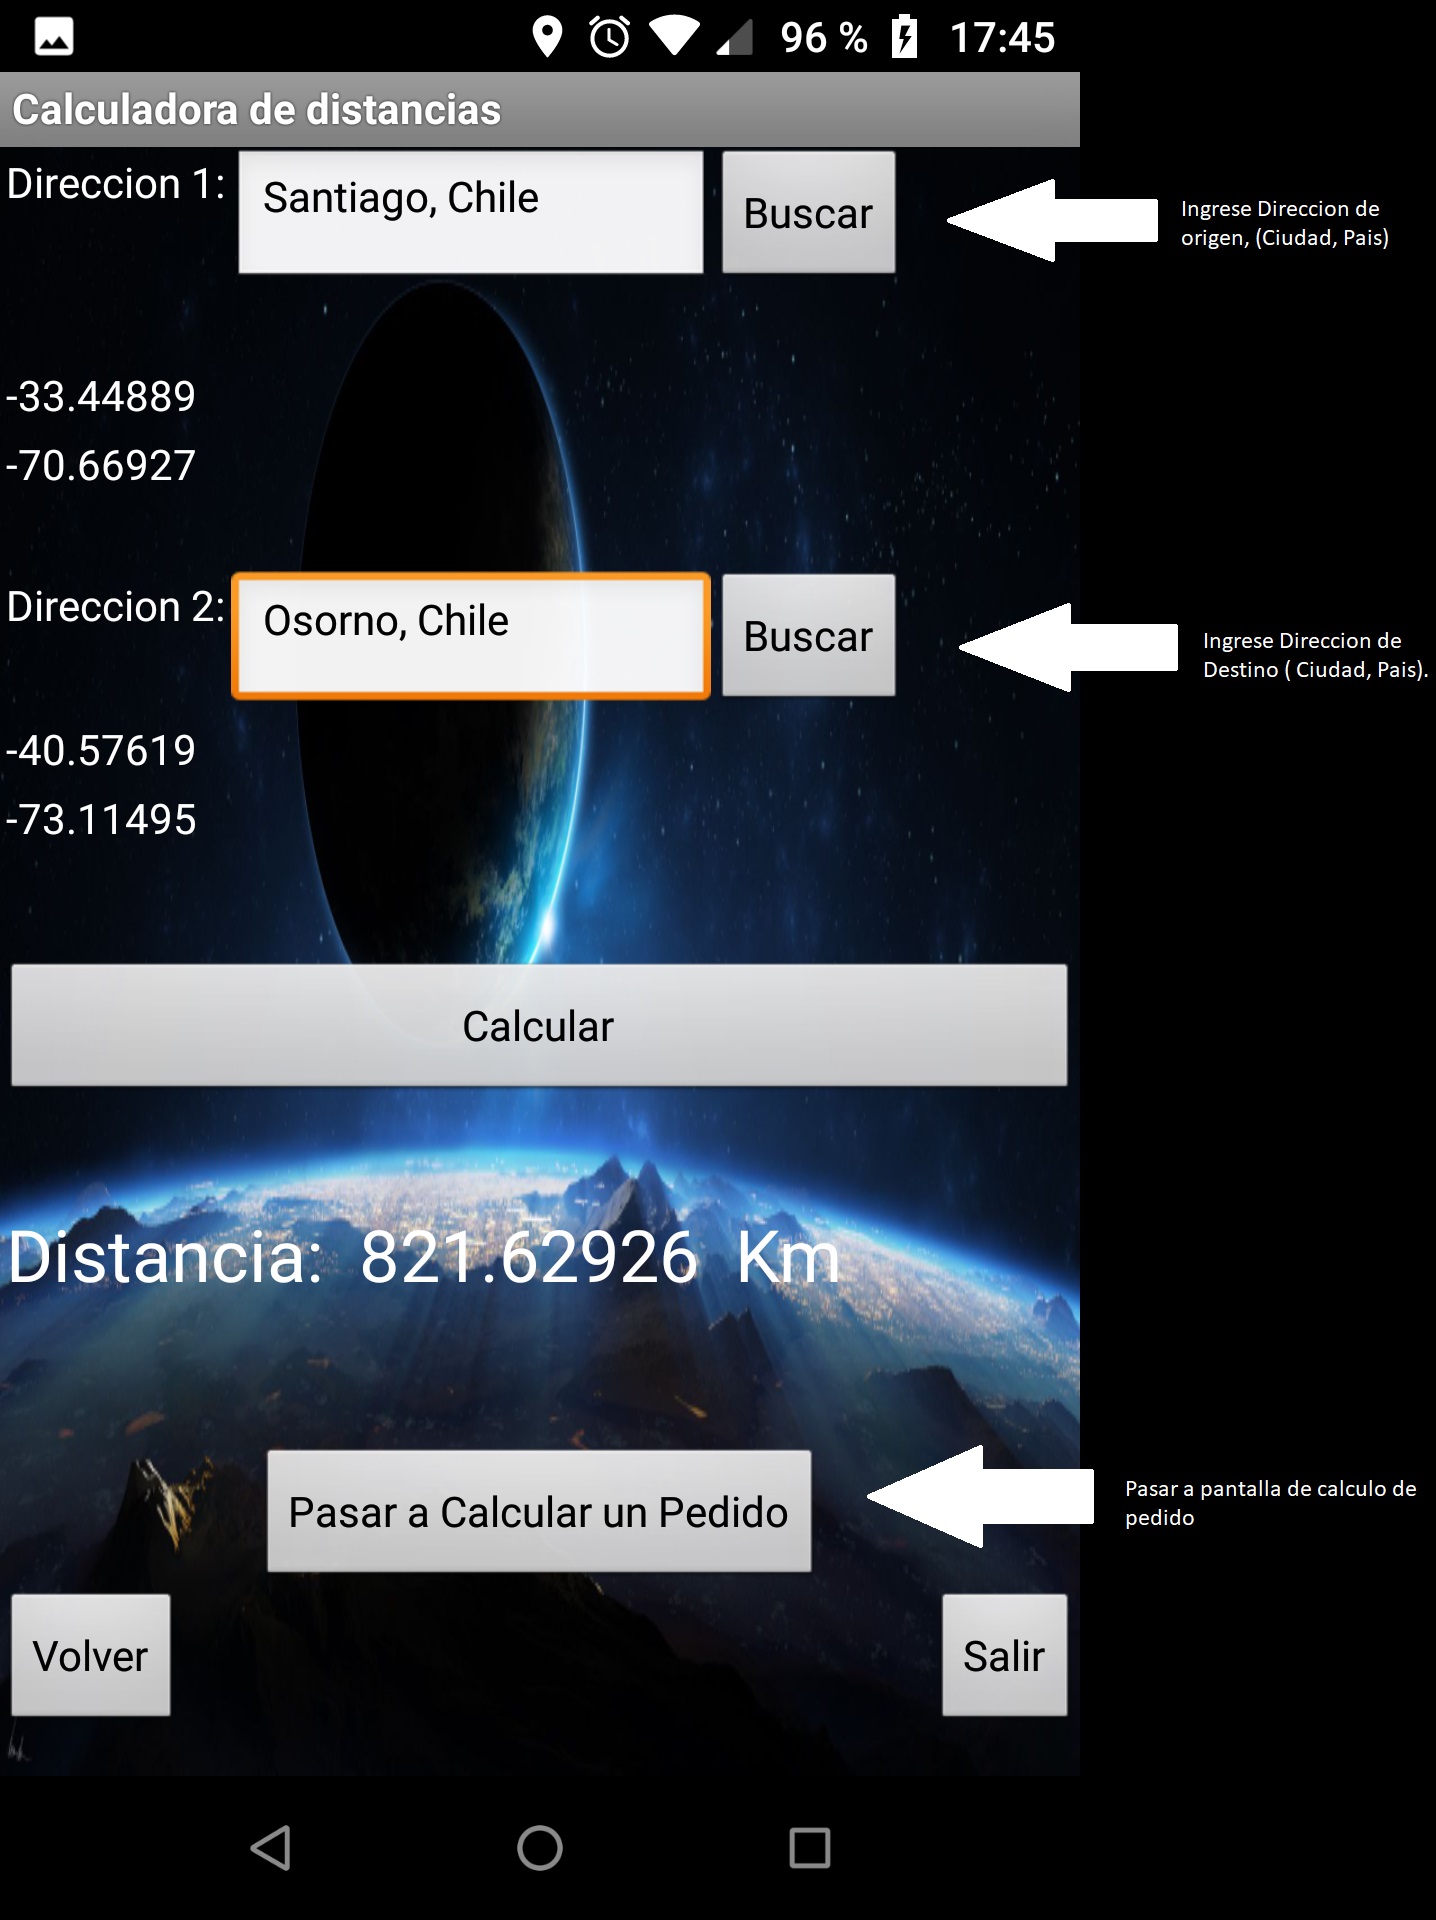 96 % 17:45
Calculadora de distancias
Direccion 1: Santiago, Chile Buscar
Ingrese Direccion de
origen, (Ciudad, Pais)
-33.44889
-70.66927
Direccion 2: Osorno, Chile Buscar
Ingrese Direccion de
Destino ( Ciudad, Pais).
-40.57619
-73.11495
Calcular
Distancia: 821.62926 Km
Pasar a Calcular un Pedido
Pasar a pantalla de calculo de
pedido
Volver Salir